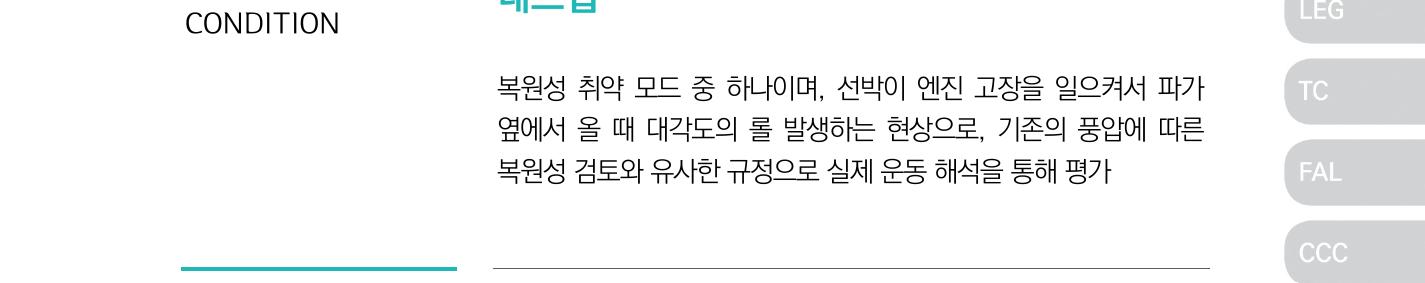 CONDITION
복원성 취약 모드 중 하나이며, 선박이 엔진 고장을 일으켜서 파가
옆에서 올 때 대각도의 롤 발생하는 현상으로, 기존의 풍압에 따른
복원성 검토와 유사한 규정으로 실제 운동 해석을 통해 평가
LEG
TC
FAL
CCC